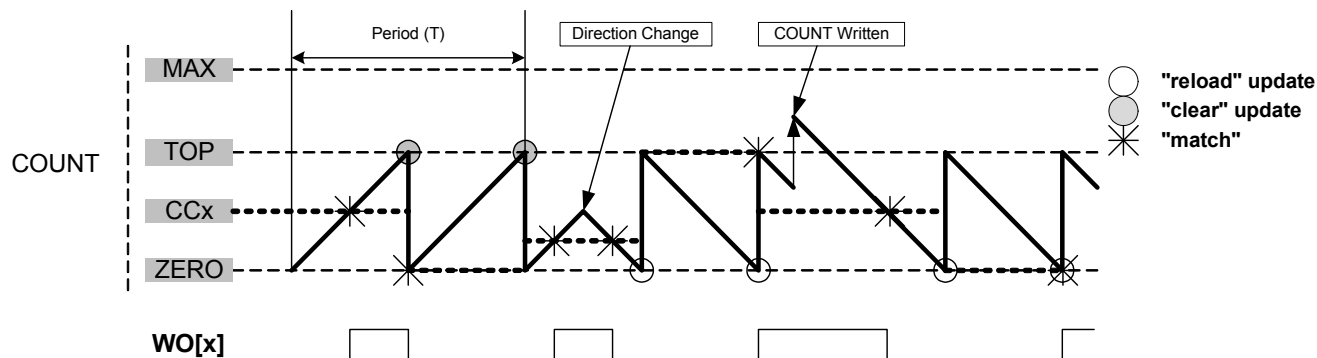 Period (T)
Direction Change
COUNT Written
MAX
"reload" update
"clear" update
"match"
TOP
COUNT
CCx
ZERO
WO[x]